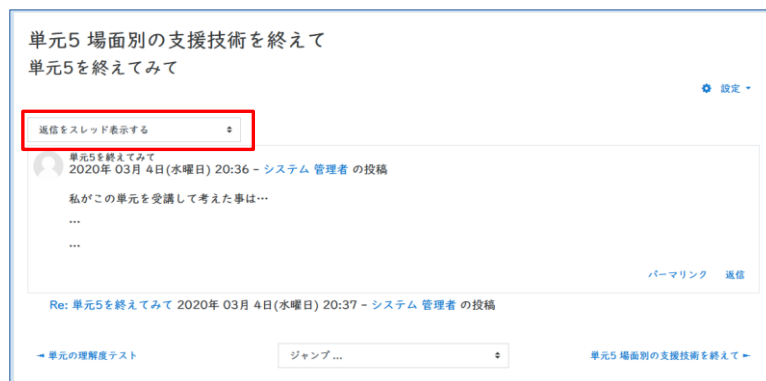 単元5 場面別の支援技術を終えて
単元5を終えてみて
設定
返信をスレッド表示する
単元5を終えてみて
2020年 03月 4日(水曜日) 20:36 - システム 管理者 の投稿
私がこの単元を受講して考えた事は…
…
…
パーマリンク 返信
Re: 単元5を終えてみて 2020年 03月 4日(水曜日) 20:37 - システム 管理者 の投稿
◄ 単元の理解度テスト ジャンプ ... 単元5 場面別の支援技術を終えて ►